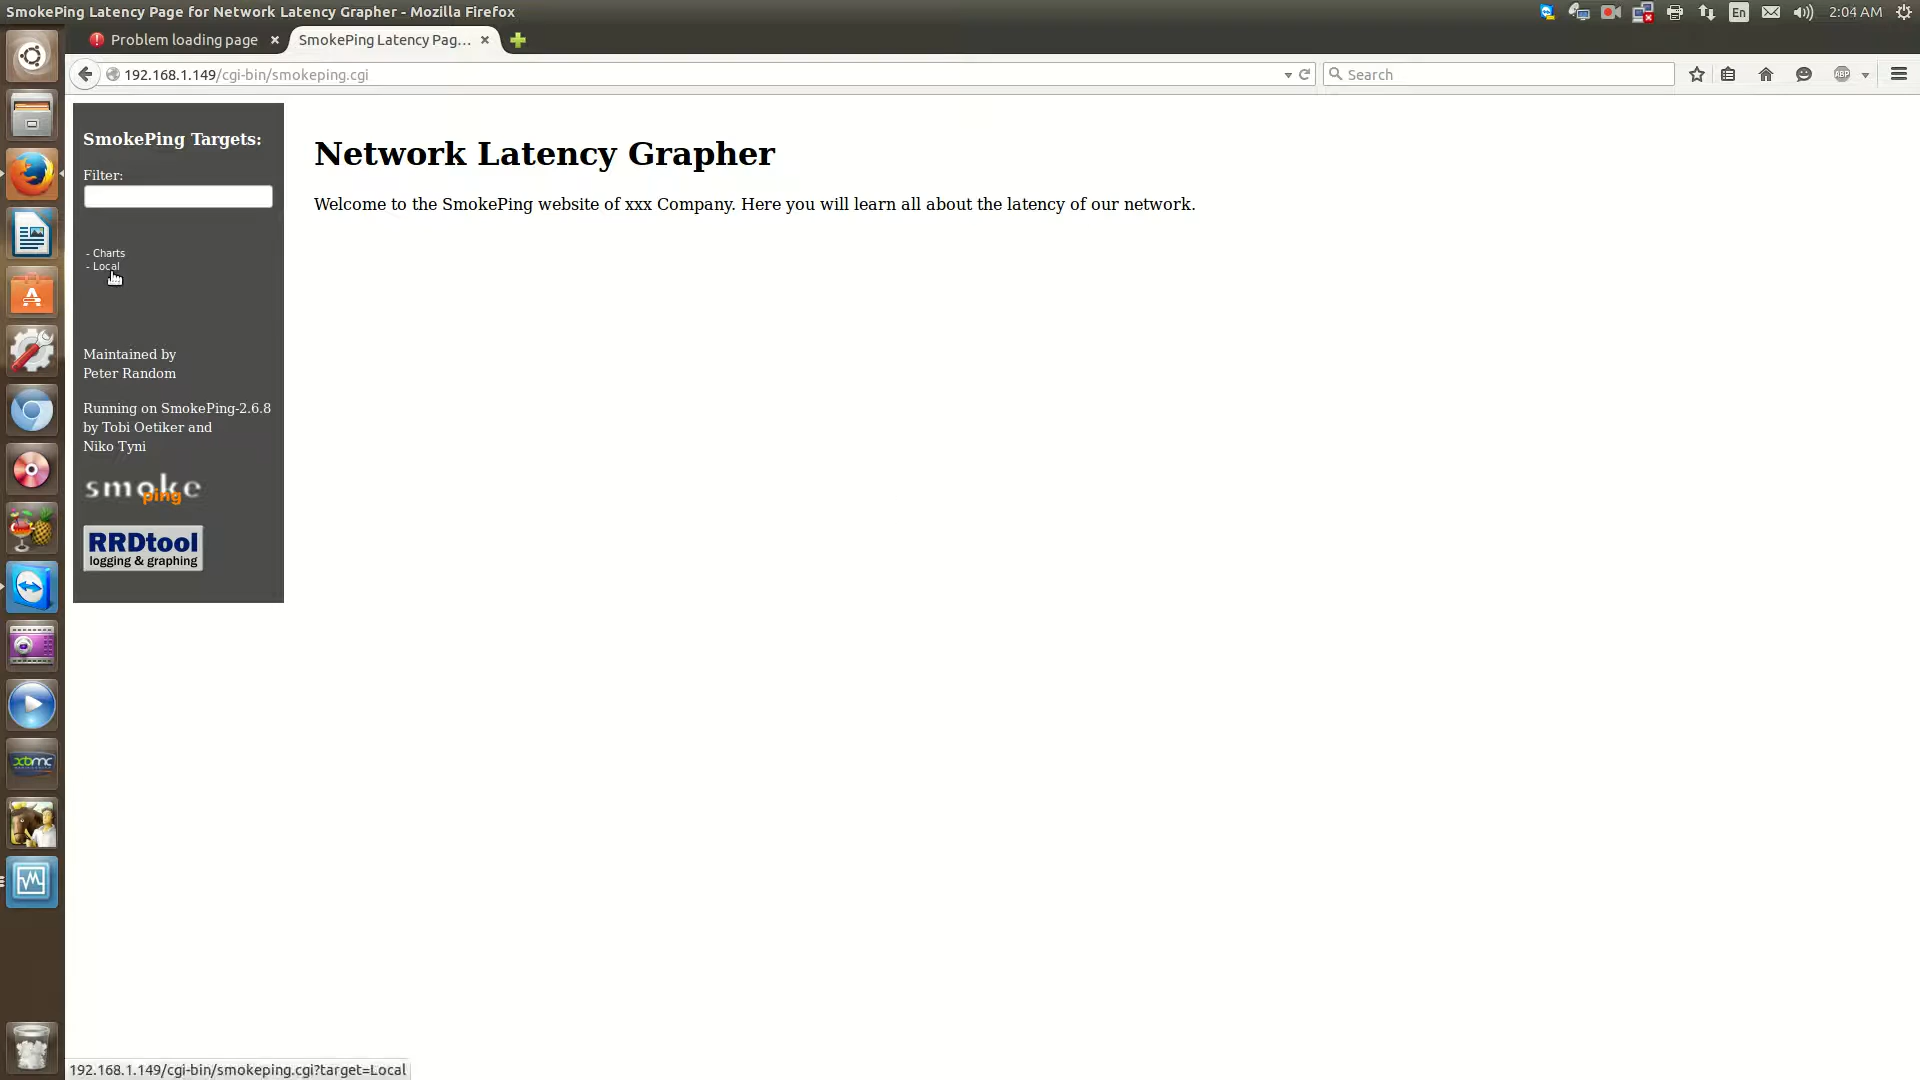 SmokePing Latency Page for Network Latency Grapher - Mozilla Firefox
En
2:04 AM
Problem loading page
SmokePing Latency Pag...
192.168.1.149/cgi-bin/smokeping.cgi
Search
ABP
SmokePing Targets:
Filter:
- Charts
- Local
Maintained by
Peter Random
Running on SmokePing-2.6.8
by Tobi Oetiker and
Niko Tyni
smoke
ping
RRDtool
logging & graphing
Network Latency Grapher
Welcome to the SmokePing website of xxx Company. Here you will learn all about the latency of our network.
xbmc
192.168.1.149/cgi-bin/smokeping.cgi?target=Local